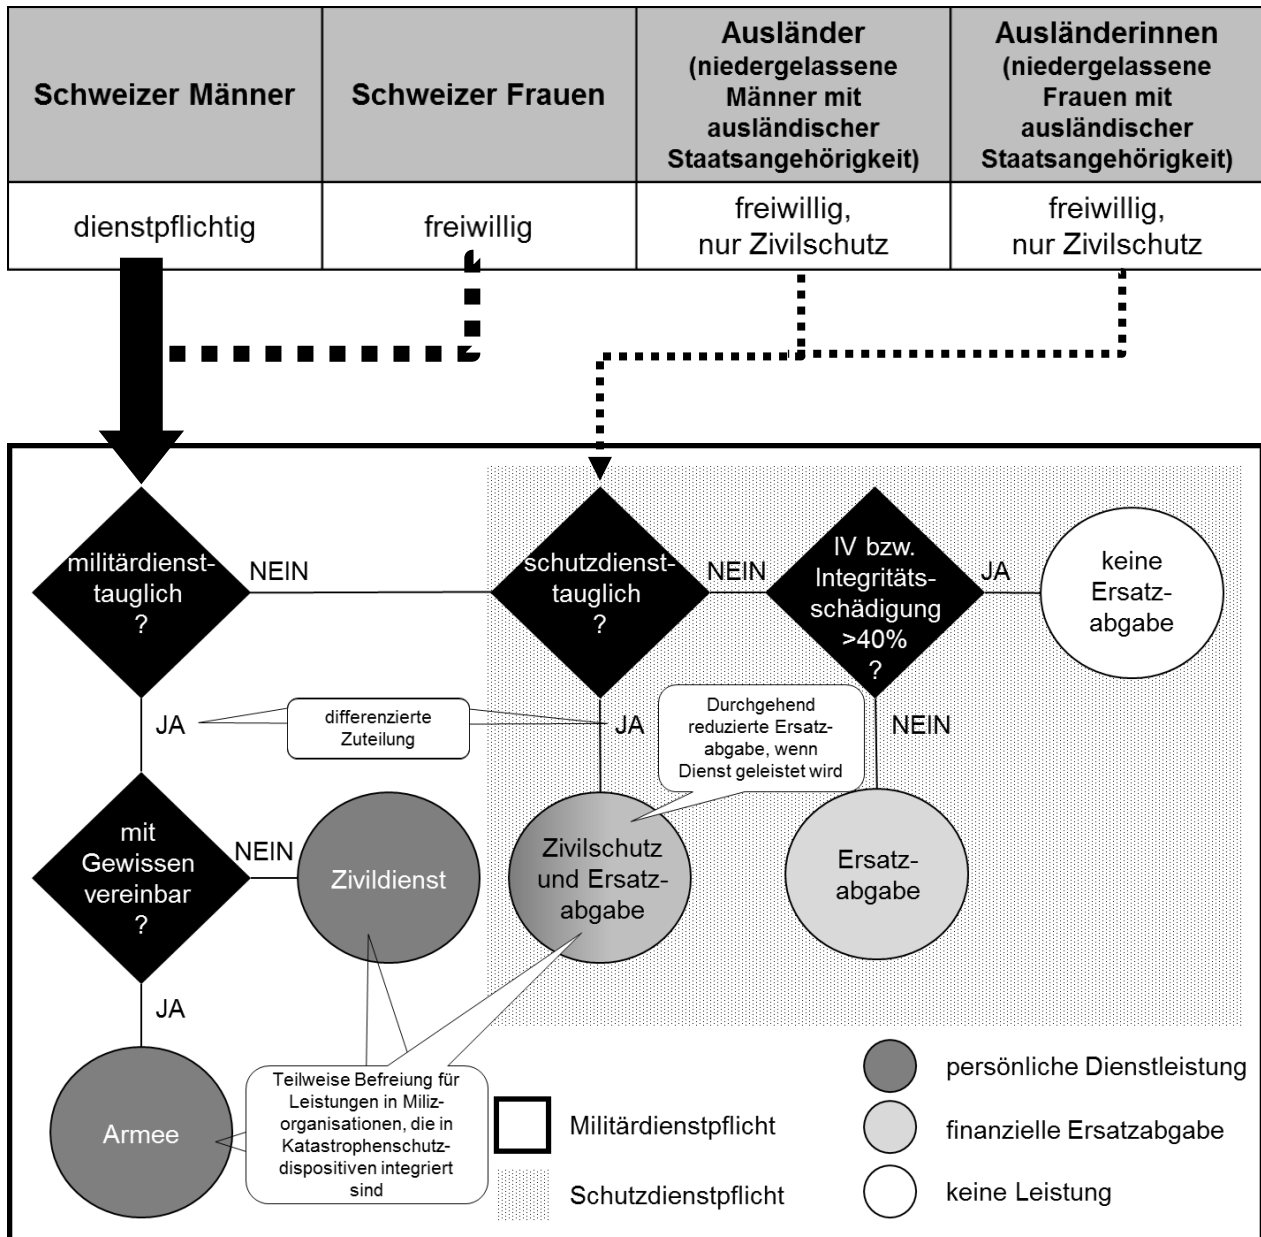 Schweizer Männer
Schweizer Frauen
Ausländer
(niedergelassene
Männer mit
ausländischer
Staatsangehörigkeit)
Ausländerinnen
(niedergelassene
Frauen mit
ausländischer
Staatsangehörigkeit)
dienstpflichtig
freiwillig
freiwillig,
nur Zivilschutz
freiwillig,
nur Zivilschutz
militärdienst-
tauglich
?
NEIN
schutzdienst-
tauglich
?
NEIN
IV bzw.
Integritäts-
schädigung
>40%
?
JA
keine
Ersatz-
abgabe
JA
differenzierte
Zuteilung
JA
Durchgehend
reduzierte Ersatz-
abgabe, wenn
Dienst geleistet wird
NEIN
mit
Gewissen
vereinbar
?
NEIN
Zivildienst
Zivilschutz
und Ersatz-
abgabe
Ersatz-
abgabe
JA
Armee
Teilweise Befreiung für
Leistungen in Miliz-
organisationen, die in
Katastrophenschutz-
dispositiven integriert
sind
Militärdienstpflicht
Schutzdienstpflicht
persönliche Dienstleistung
finanzielle Ersatzabgabe
keine Leistung